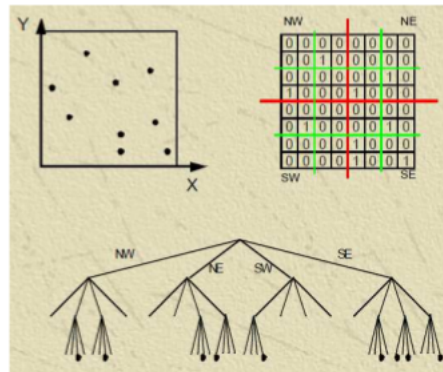 Y
X
NW NE
0 0 0 0 0 0 0 0
0 0 1 0 0 0 0 0
0 0 0 0 0 0 1 0
1 0 0 0 1 0 0 0
0 0 0 0 0 0 0 0
0 1 0 0 0 0 1 0
0 0 0 0 1 0 0 0
0 0 0 0 1 0 0 1
SW SE
NW NE SW SE